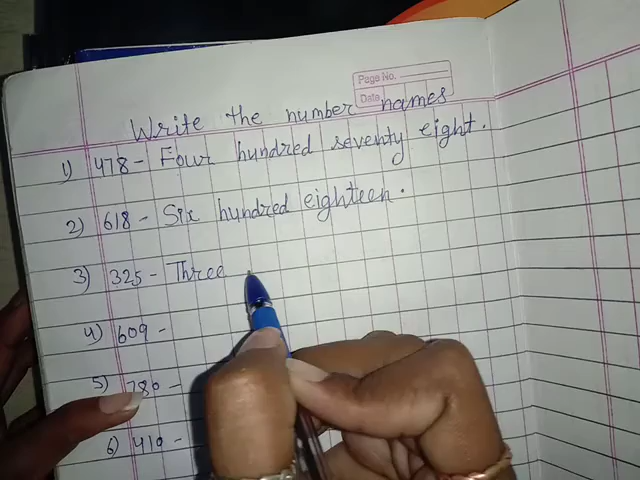 Page No.
Date
Write the number names
1) 478 - Four hundred seventy eight.
2) 618 - Six hundred eighteen.
3) 325 - Three
4) 609 -
5) 780 -
6) 410 -